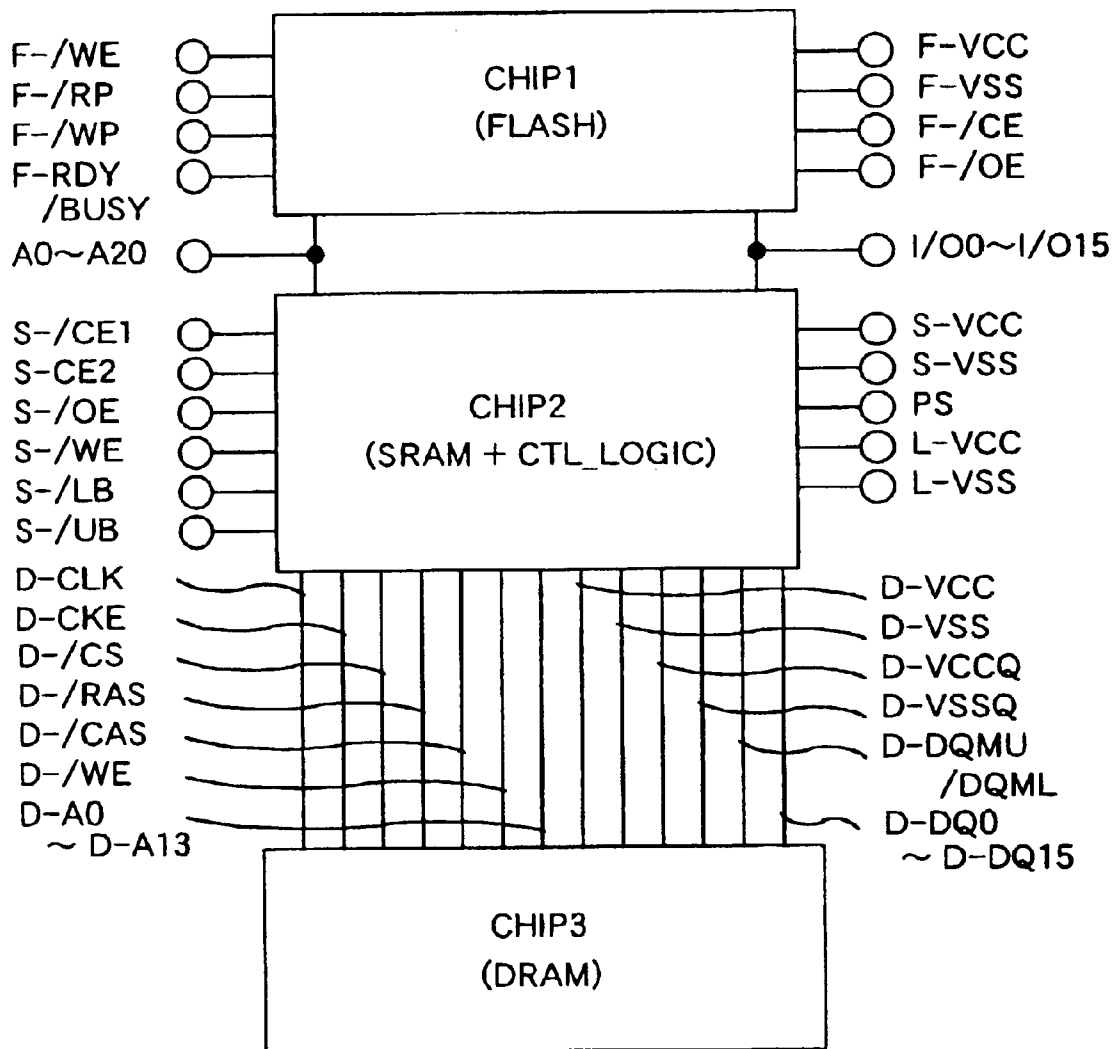 F-/WE
F-/RP
F-/WP
F-RDY
/BUSY
A0~A20
CHIP1
(FLASH)
F-VCC
F-VSS
F-/CE
F-/OE
I/O0~I/O15
S-/CE1
S-CE2
S-/OE
S-/WE
S-/LB
S-/UB
CHIP2
(SRAM + CTL_LOGIC)
S-VCC
S-VSS
PS
L-VCC
L-VSS
D-CLK
D-CKE
D-/CS
D-/RAS
D-/CAS
D-/WE
D-A0
~ D-A13
D-VCC
D-VSS
D-VCCQ
D-VSSQ
D-DQMU
/DQML
D-DQ0
~ D-DQ15
CHIP3
(DRAM)